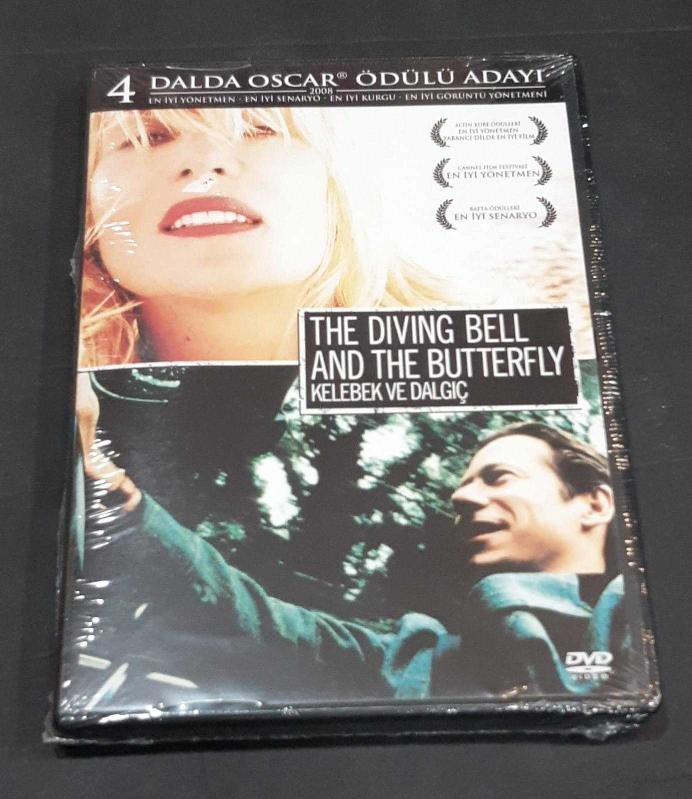 4 DALDA OSCAR® ÖDÜLÜ ADAYI
2008
EN İYİ YÖNETMEN · EN İYİ SENARYO · EN İYİ KURGU · EN İYİ GÖRÜNTÜ YÖNETMENİ
ALTIN KÜRE ÖDÜLLERİ
EN İYİ YÖNETMEN
YABANCI DİLDE EN İYİ FİLM
CANNES FILM FESTİVALİ
EN İYİ YÖNETMEN
BAFTA ÖDÜLLERİ
EN İYİ SENARYO
THE DIVING BELL
AND THE BUTTERFLY
KELEBEK VE DALGIÇ
DVD
VIDEO